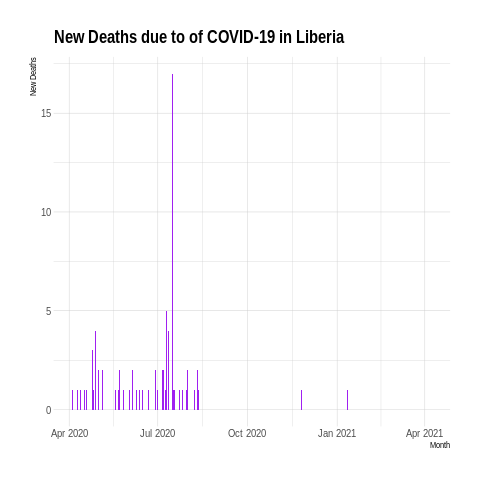 New Deaths due to of COVID-19 in Liberia
New Deaths
15
10
5
0
Apr 2020 Jul 2020 Oct 2020 Jan 2021 Apr 2021
Month